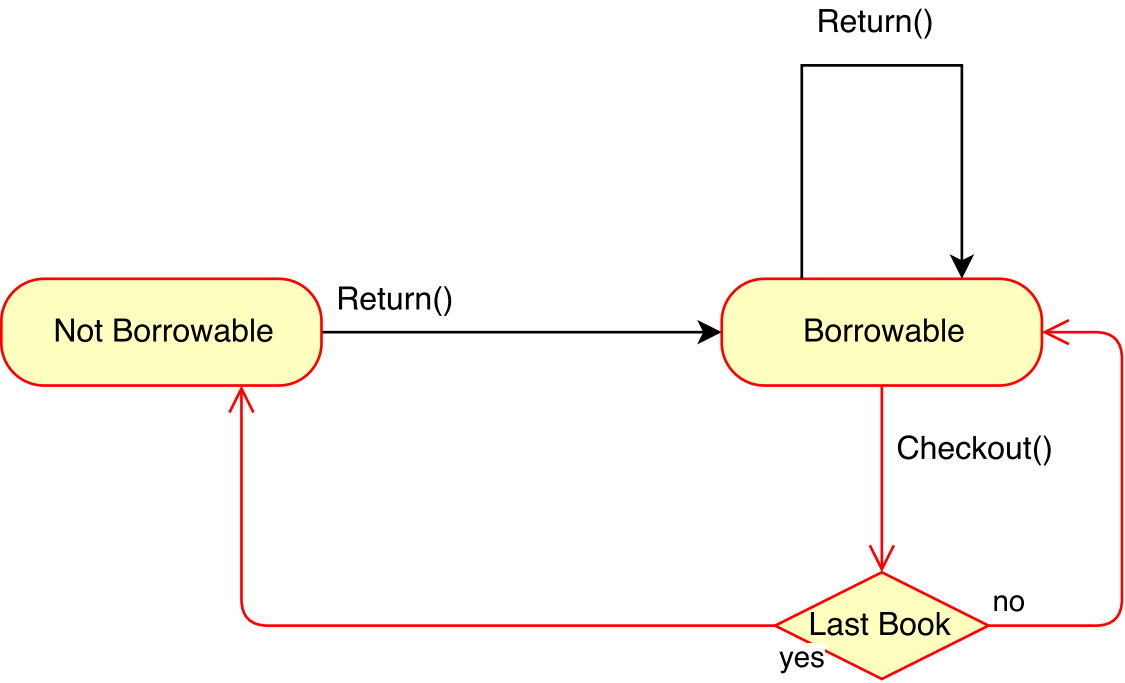 Return()
Return()
Not Borrowable
Borrowable
Checkout()
no
Last Book
yes